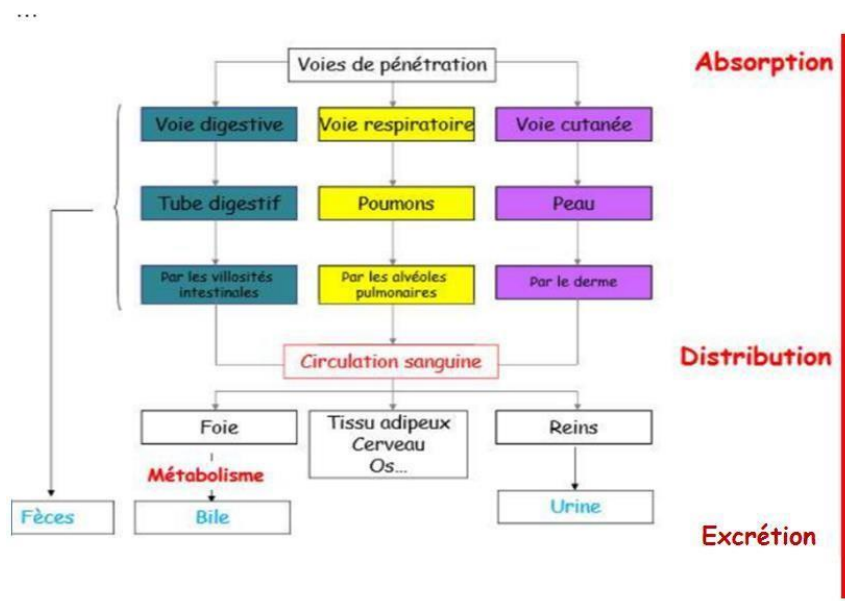 ...
Voies de pénétration
Absorption
Voie digestive
Voie respiratoire
Voie cutanée
Tube digestif
Poumons
Peau
Par les villosités
intestinales
Par les alvéoles
pulmonaires
Par le derme
Circulation sanguine
Distribution
Foie
Tissu adipeux
Cerveau
Os...
Reins
Métabolisme
Fèces
Bile
Urine
Excrétion